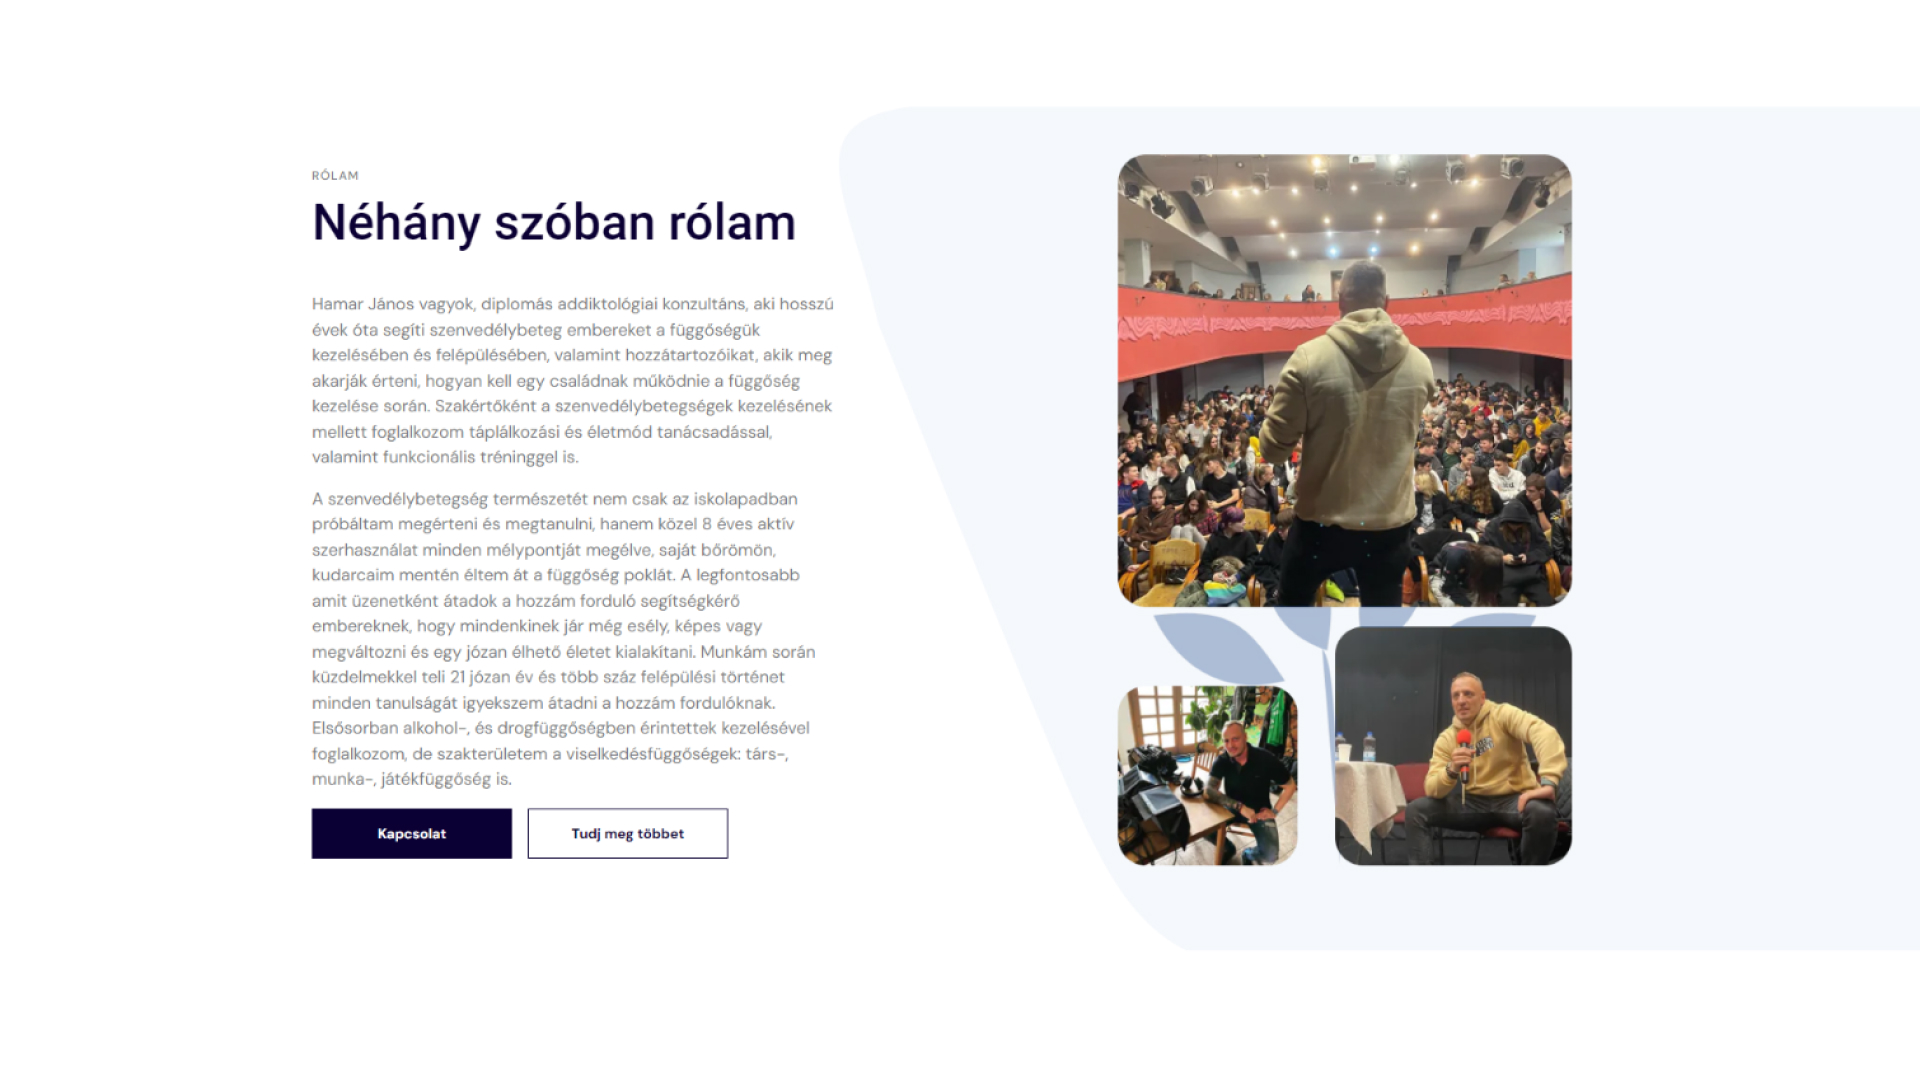 RÓLAM
Néhány szóban rólam
Hamar János vagyok, diplomás addiktológiai konzultáns, aki hosszú
évek óta segíti szenvedélybeteg embereket a függőségük
kezelésében és felépülésében, valamint hozzátartozóikat, akik meg
akarják érteni, hogyan kell egy családnak működnie a függőség
kezelése során. Szakértőként a szenvedélybetegségek kezelésének
mellett foglalkozom táplálkozási és életmód tanácsadással,
valamint funkcionális tréninggel is.
A szenvedélybetegség természetét nem csak az iskolapadban
próbáltam megérteni és megtanulni, hanem közel 8 éves aktív
szerhasználat minden mélypontját megélve, saját bőrömön,
kudarcaim mentén éltem át a függőség poklát. A legfontosabb
amit üzenetként átadok a hozzám forduló segítségkérő
embereknek, hogy mindenkinek jár még esély, képes vagy
megváltozni és egy józan élhető életet kialakítani. Munkám során
küzdelmekkel teli 21 józan év és több száz felépülési történet
minden tanulságát igyekszem átadni a hozzám fordulóknak.
Elsősorban alkohol-, és drogfüggőségben érintettek kezelésével
foglalkozom, de szakterületem a viselkedésfüggőségek: társ-,
munka-, játékfüggőség is.
Kapcsolat
Tudj meg többet